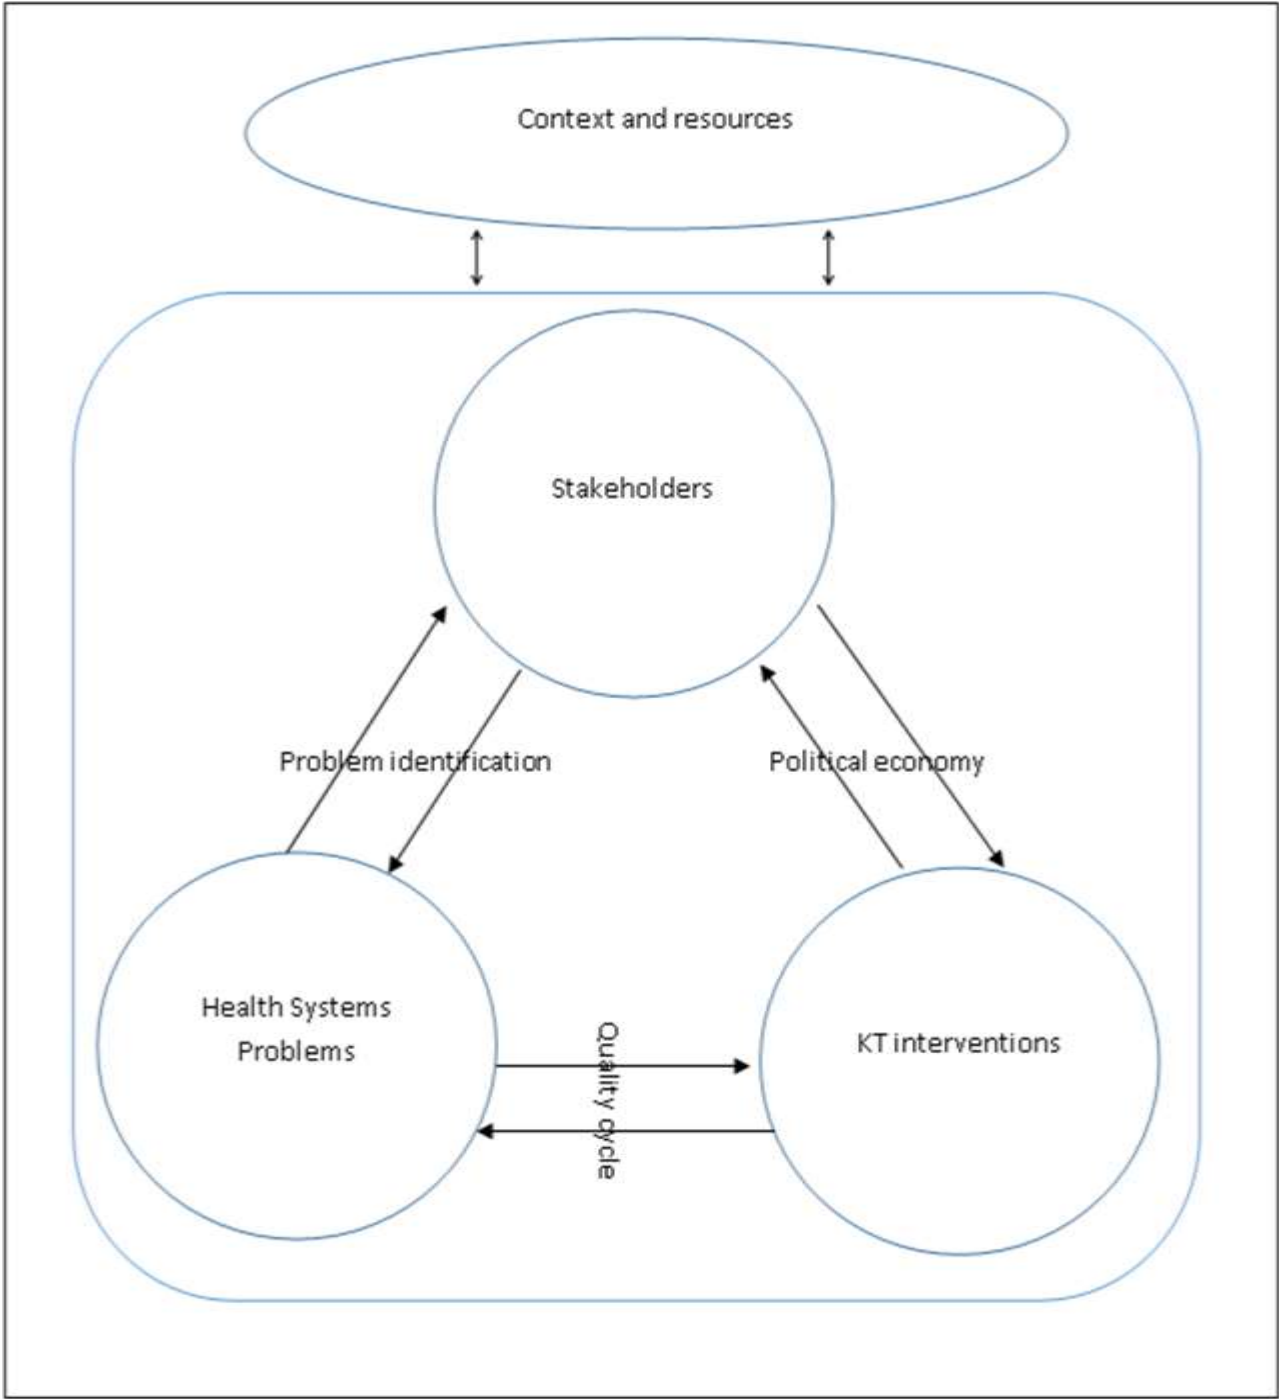 Context and resources
Stakeholders
Problem identification
Political economy
Health Systems
Problems
KT interventions
Quality cycle